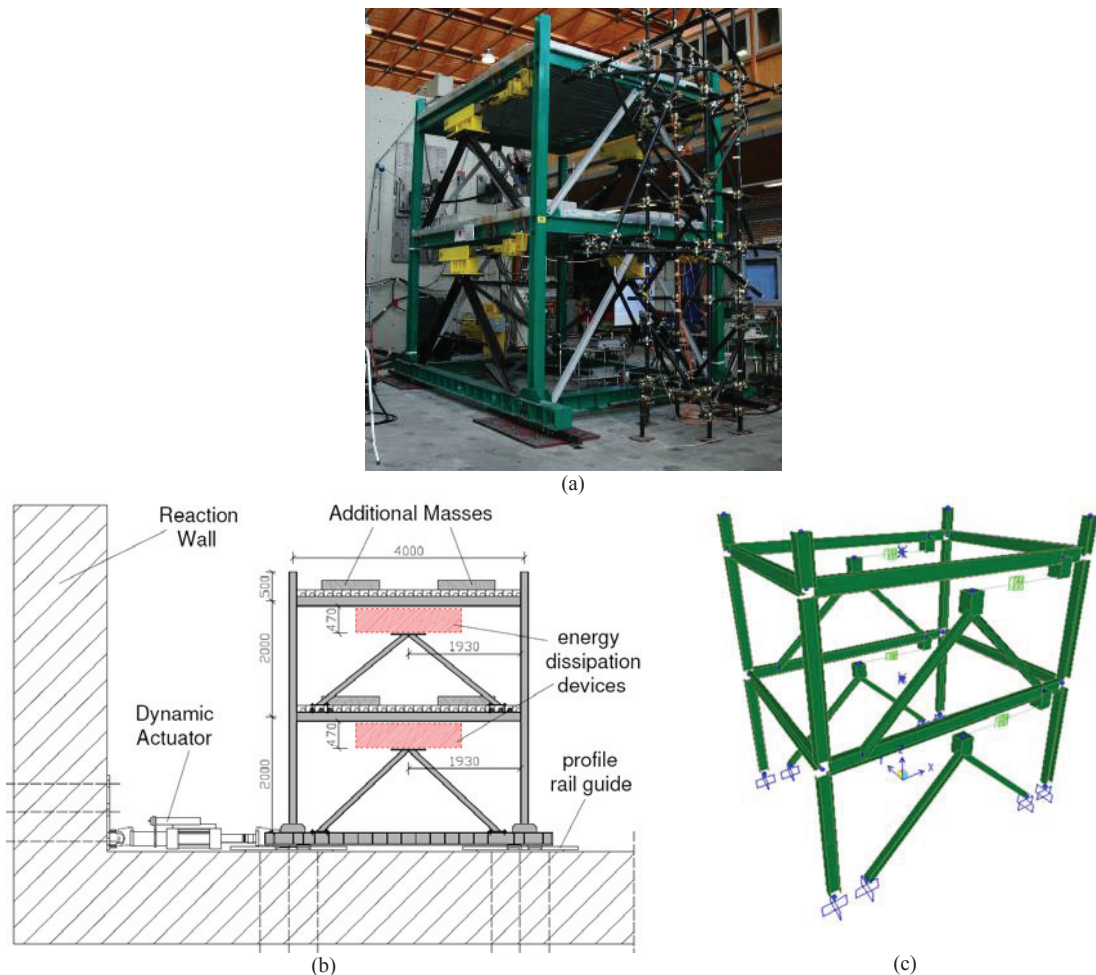 (a)
Reaction
Wall
Additional Masses
4000
500
470
2000
1930
energy
dissipation
devices
Dynamic
Actuator
470
2000
1930
profile
rail guide
(b)
Z
Y
X
(c)